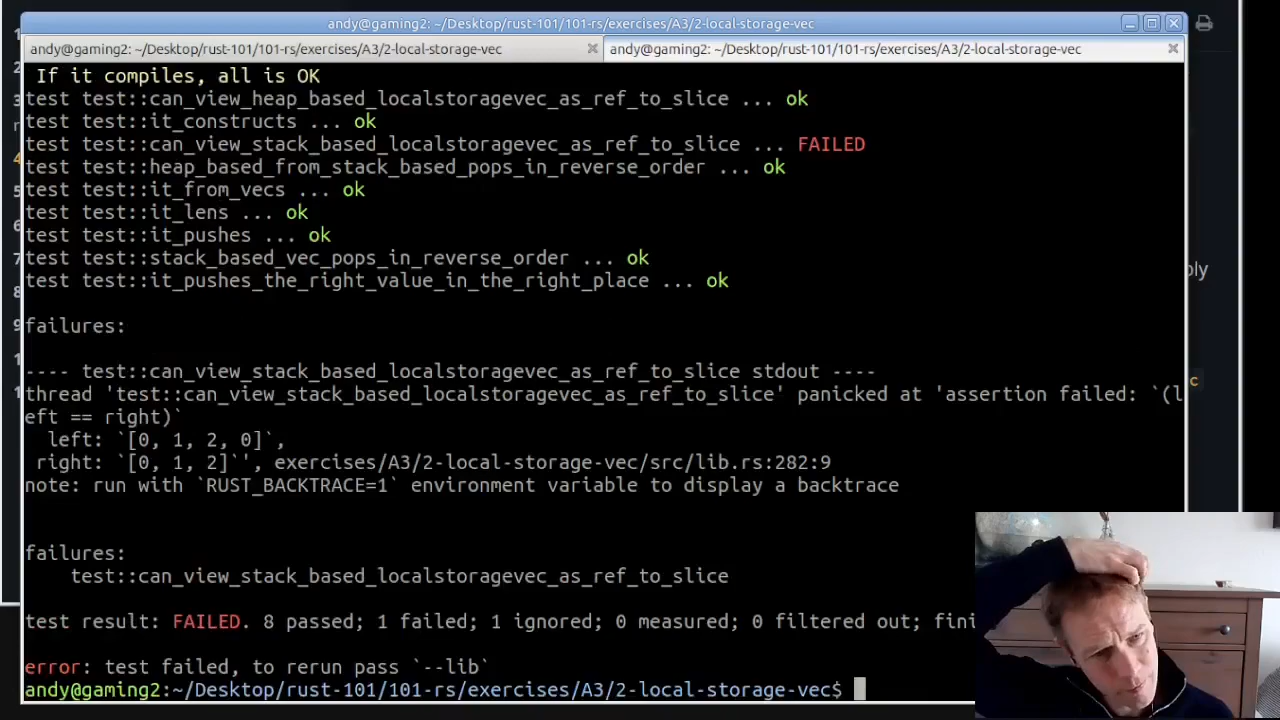 andy@gaming2: ~/Desktop/rust-101/101-rs/exercises/A3/2-local-storage-vec
andy@gaming2: ~/Desktop/rust-101/101-rs/exercises/A3/2-local-storage-vec
andy@gaming2: ~/Desktop/rust-101/101-rs/exercises/A3/2-local-storage-vec
If it compiles, all is OK
test test::can_view_heap_based_localstoragevec_as_ref_to_slice ... ok
test test::it_constructs ... ok
test test::can_view_stack_based_localstoragevec_as_ref_to_slice ... FAILED
test test::heap_based_from_stack_based_pops_in_reverse_order ... ok
test test::it_from_vecs ... ok
test test::it_lens ... ok
test test::it_pushes ... ok
test test::stack_based_vec_pops_in_reverse_order ... ok
test test::it_pushes_the_right_value_in_the_right_place ... ok
failures:
---- test::can_view_stack_based_localstoragevec_as_ref_to_slice stdout ----
thread 'test::can_view_stack_based_localstoragevec_as_ref_to_slice' panicked at 'assertion failed: `(l
eft == right)`
left: `[0, 1, 2, 0]`,
right: `[0, 1, 2]`', exercises/A3/2-local-storage-vec/src/lib.rs:282:9
note: run with `RUST_BACKTRACE=1` environment variable to display a backtrace
failures:
test::can_view_stack_based_localstoragevec_as_ref_to_slice
test result: FAILED. 8 passed; 1 failed; 1 ignored; 0 measured; 0 filtered out; fini
error: test failed, to rerun pass `--lib`
andy@gaming2:~/Desktop/rust-101/101-rs/exercises/A3/2-local-storage-vec$